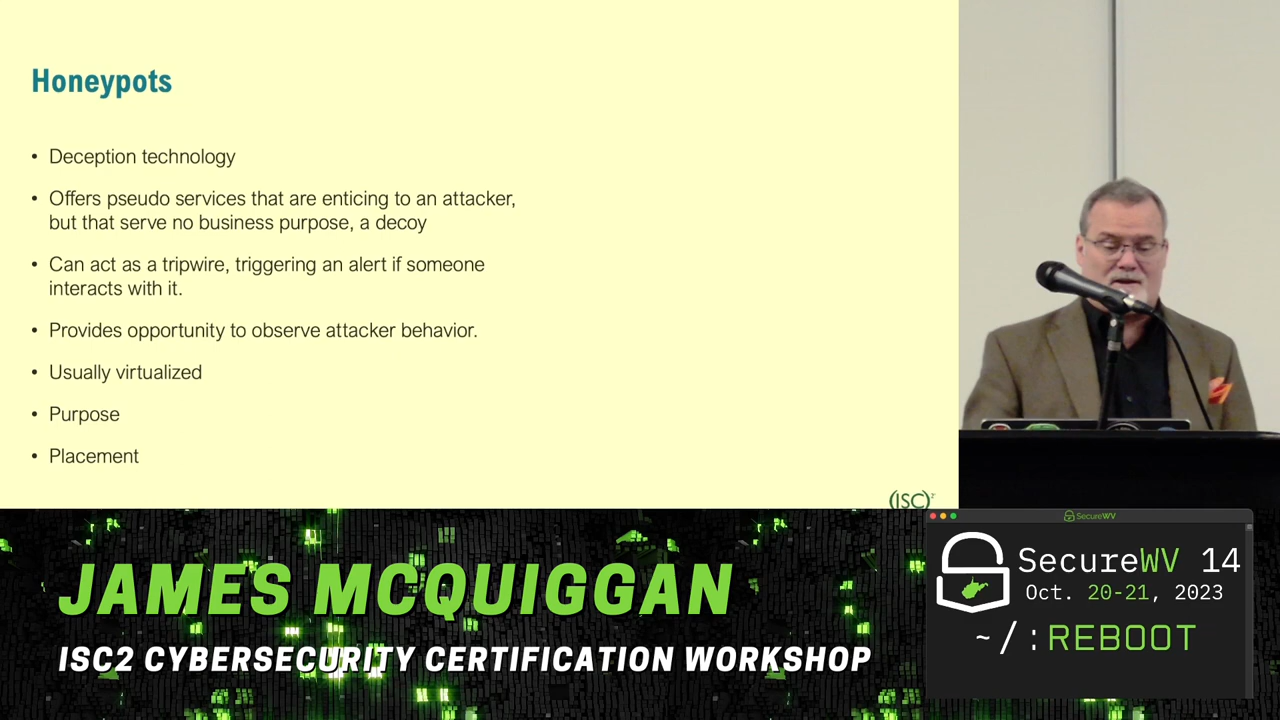 Honeypots
• Deception technology
• Offers pseudo services that are enticing to an attacker,
but that serve no business purpose, a decoy
• Can act as a tripwire, triggering an alert if someone
interacts with it.
• Provides opportunity to observe attacker behavior.
• Usually virtualized
• Purpose
• Placement
(ISC)²
JAMES MCQUIGGAN
ISC2 CYBERSECURITY CERTIFICATION WORKSHOP
SecureWV
SecureWV 14
Oct. 20-21, 2023
~/:REBOOT